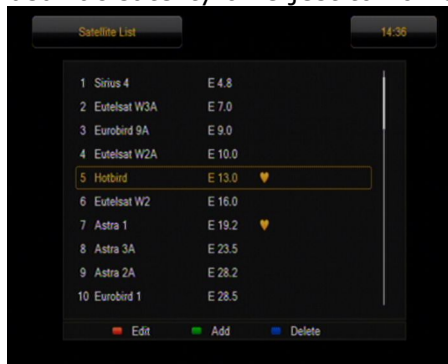 Satellite List 14:36
1 Sirius 4 E 4.8
2 Eutelsat W3A E 7.0
3 Eurobird 9A E 9.0
4 Eutelsat W2A E 10.0
5 Hotbird E 13.0
6 Eutelsat W2 E 16.0
7 Astra 1 E 19.2
8 Astra 3A E 23.5
9 Astra 2A E 28.2
10 Eurobird 1 E 28.5
Edit Add Delete